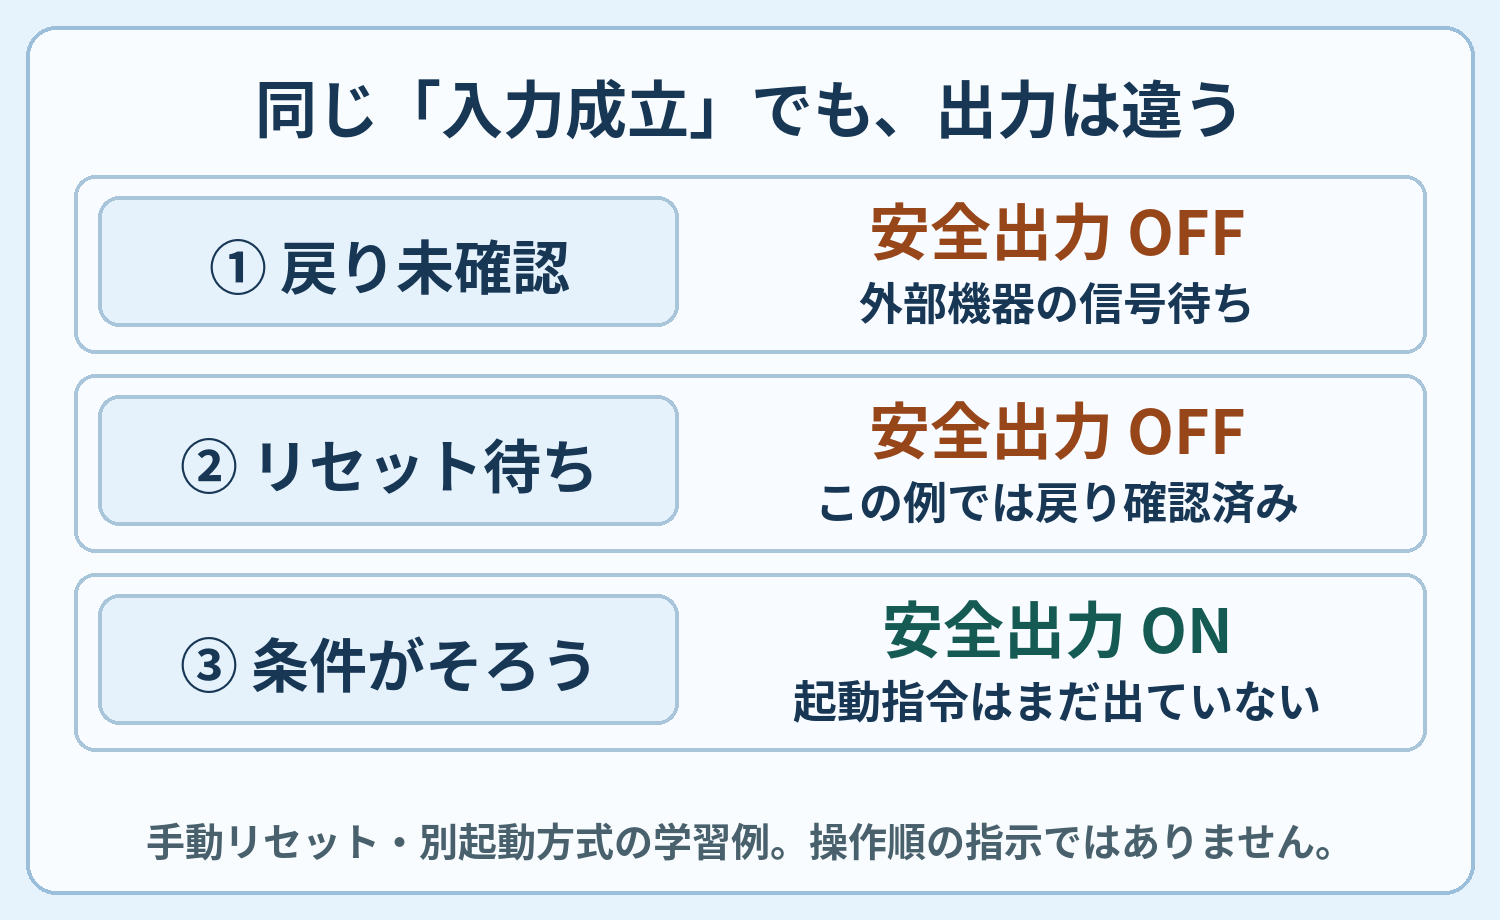 同じ「入力成立」でも、出力は違う
① 戻り未確認
安全出力 OFF
外部機器の信号待ち
② リセット待ち
安全出力 OFF
この例では戻り確認済み
③ 条件がそろう
安全出力 ON
起動指令はまだ出ていない
手動リセット・別起動方式の学習例。操作順の指示ではありません。